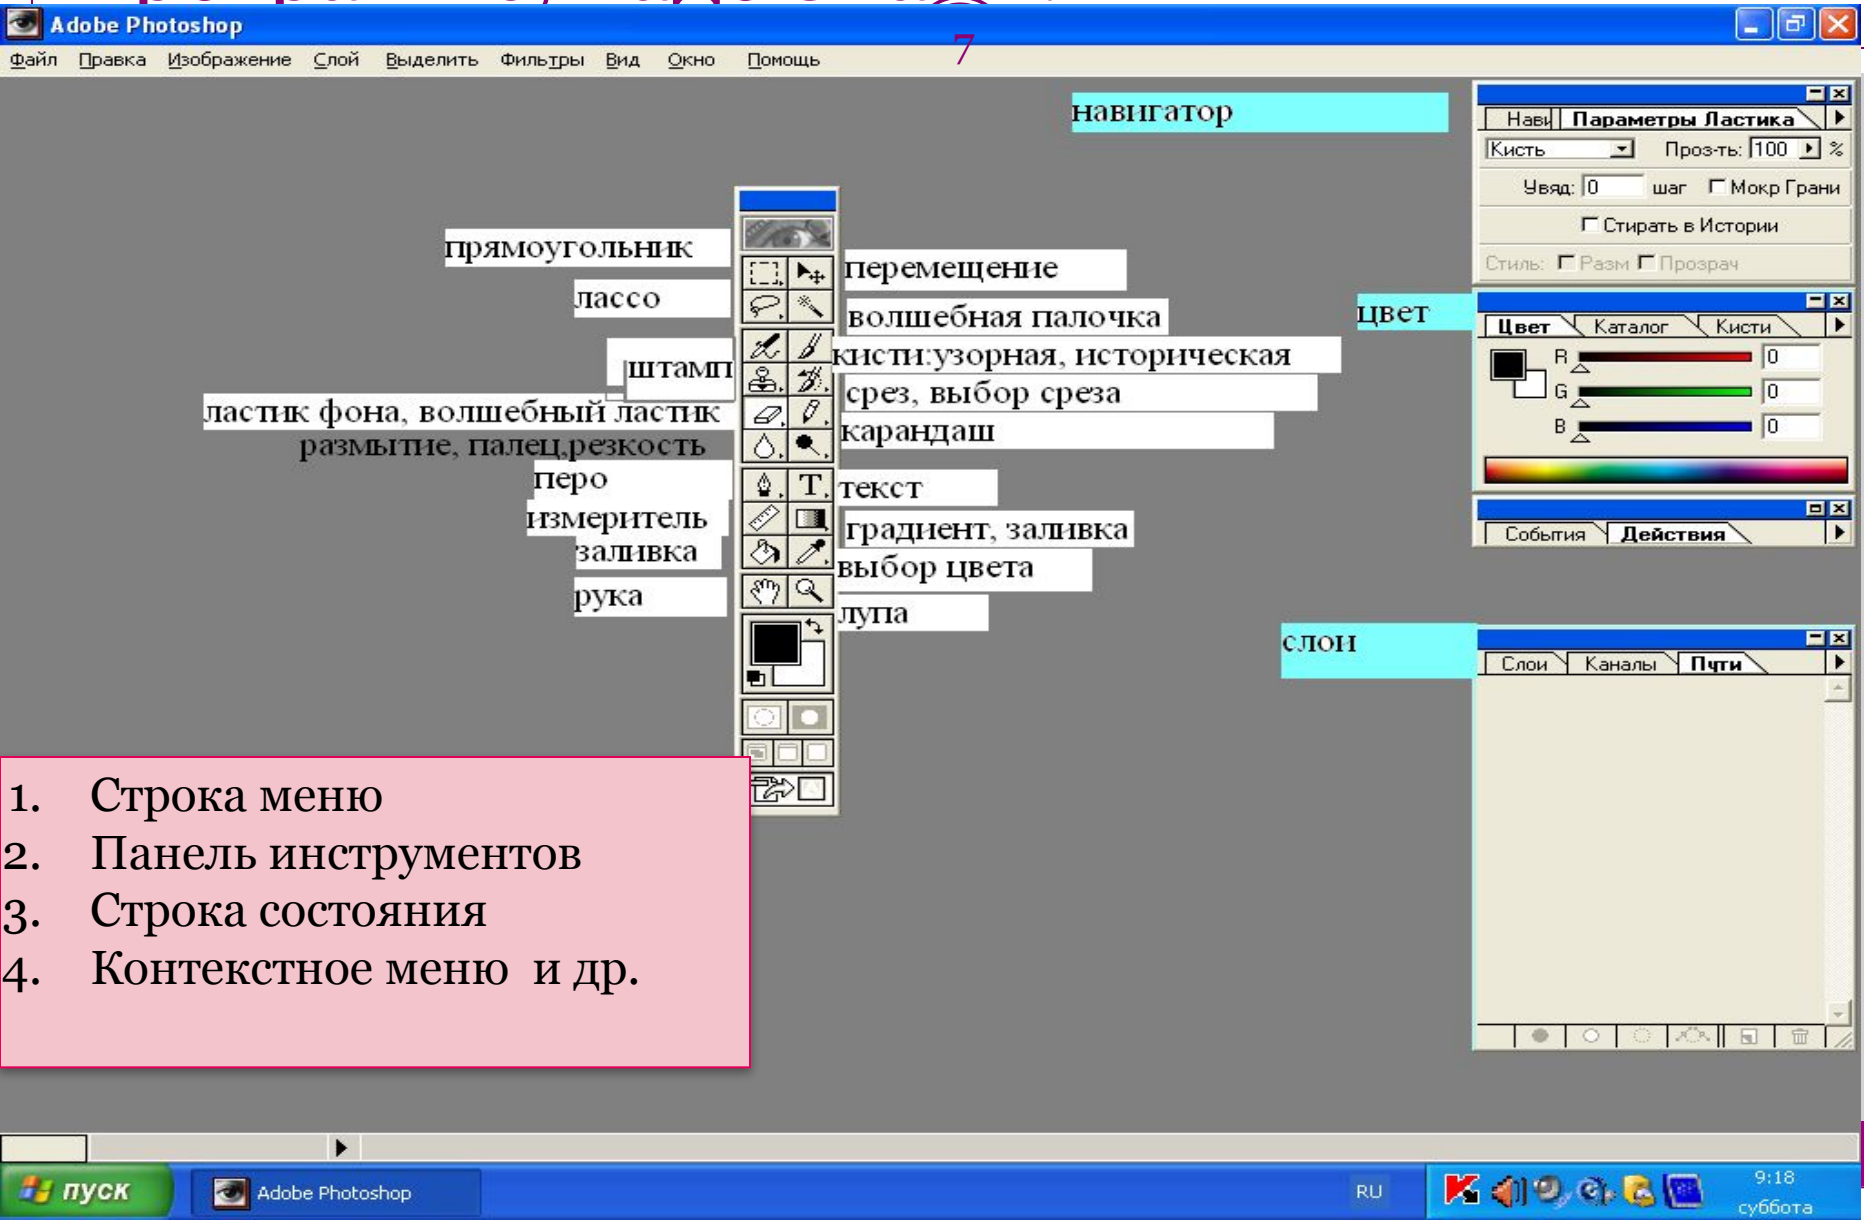 Adobe Photoshop
7
Файл Правка Изображение Слой Выделить Фильтры Вид Окно Помощь
навигатор
Нави Параметры Ластика
Кисть Проз-ть: 100 %
Увяд: 0 шаг Мокр Грани
Стирать в Истории
Стиль: Разм Прозрач
прямоугольник
перемещение
лассо
волшебная палочка
цвет
Цвет Каталог Кисти
R 0
G 0
B 0
штамп
кисти:узорная, историческая
срез, выбор среза
ластик фона, волшебный ластик
карандаш
размытие, палец,резкость
перо
текст
измеритель
градиент, заливка
заливка
выбор цвета
рука
лупа
События Действия
слои
Слои Каналы Пути
1. Строка меню
2. Панель инструментов
3. Строка состояния
4. Контекстное меню и др.
пуск
Adobe Photoshop
RU
9:18
суббота